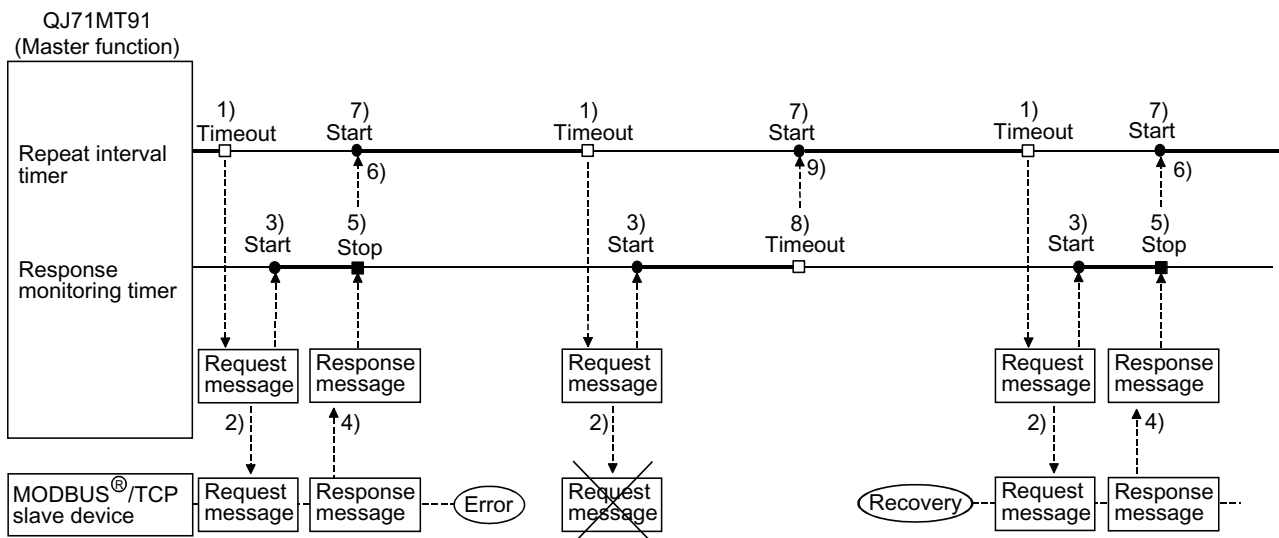 QJ71MT91
(Master function)
1) 7) 1) 7) 1) 7)
Timeout Start Timeout Start Timeout Start
Repeat interval
timer
6) 9) 6)
3) 5) 3) 8) 3) 5)
Start Stop Start Timeout Start Stop
Response
monitoring timer
Request Response Request Request Response
message message message message message
2) 4) 2) 2) 4)
MODBUS®/TCP
slave device
Request Response Error Request Recovery Request Response
message message message message message